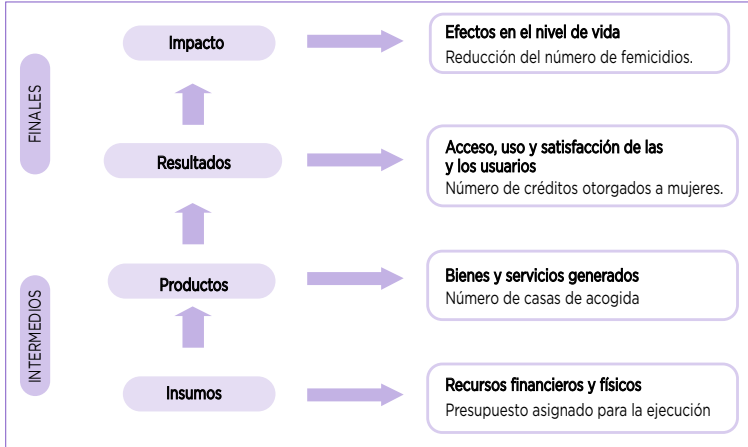 FINALES
Impacto
Efectos en el nivel de vida
Reducción del número de femicidios.
Resultados
Acceso, uso y satisfacción de las
y los usuarios
Número de créditos otorgados a mujeres.
INTERMEDIOS
Productos
Bienes y servicios generados
Número de casas de acogida
Insumos
Recursos financieros y físicos
Presupuesto asignado para la ejecución